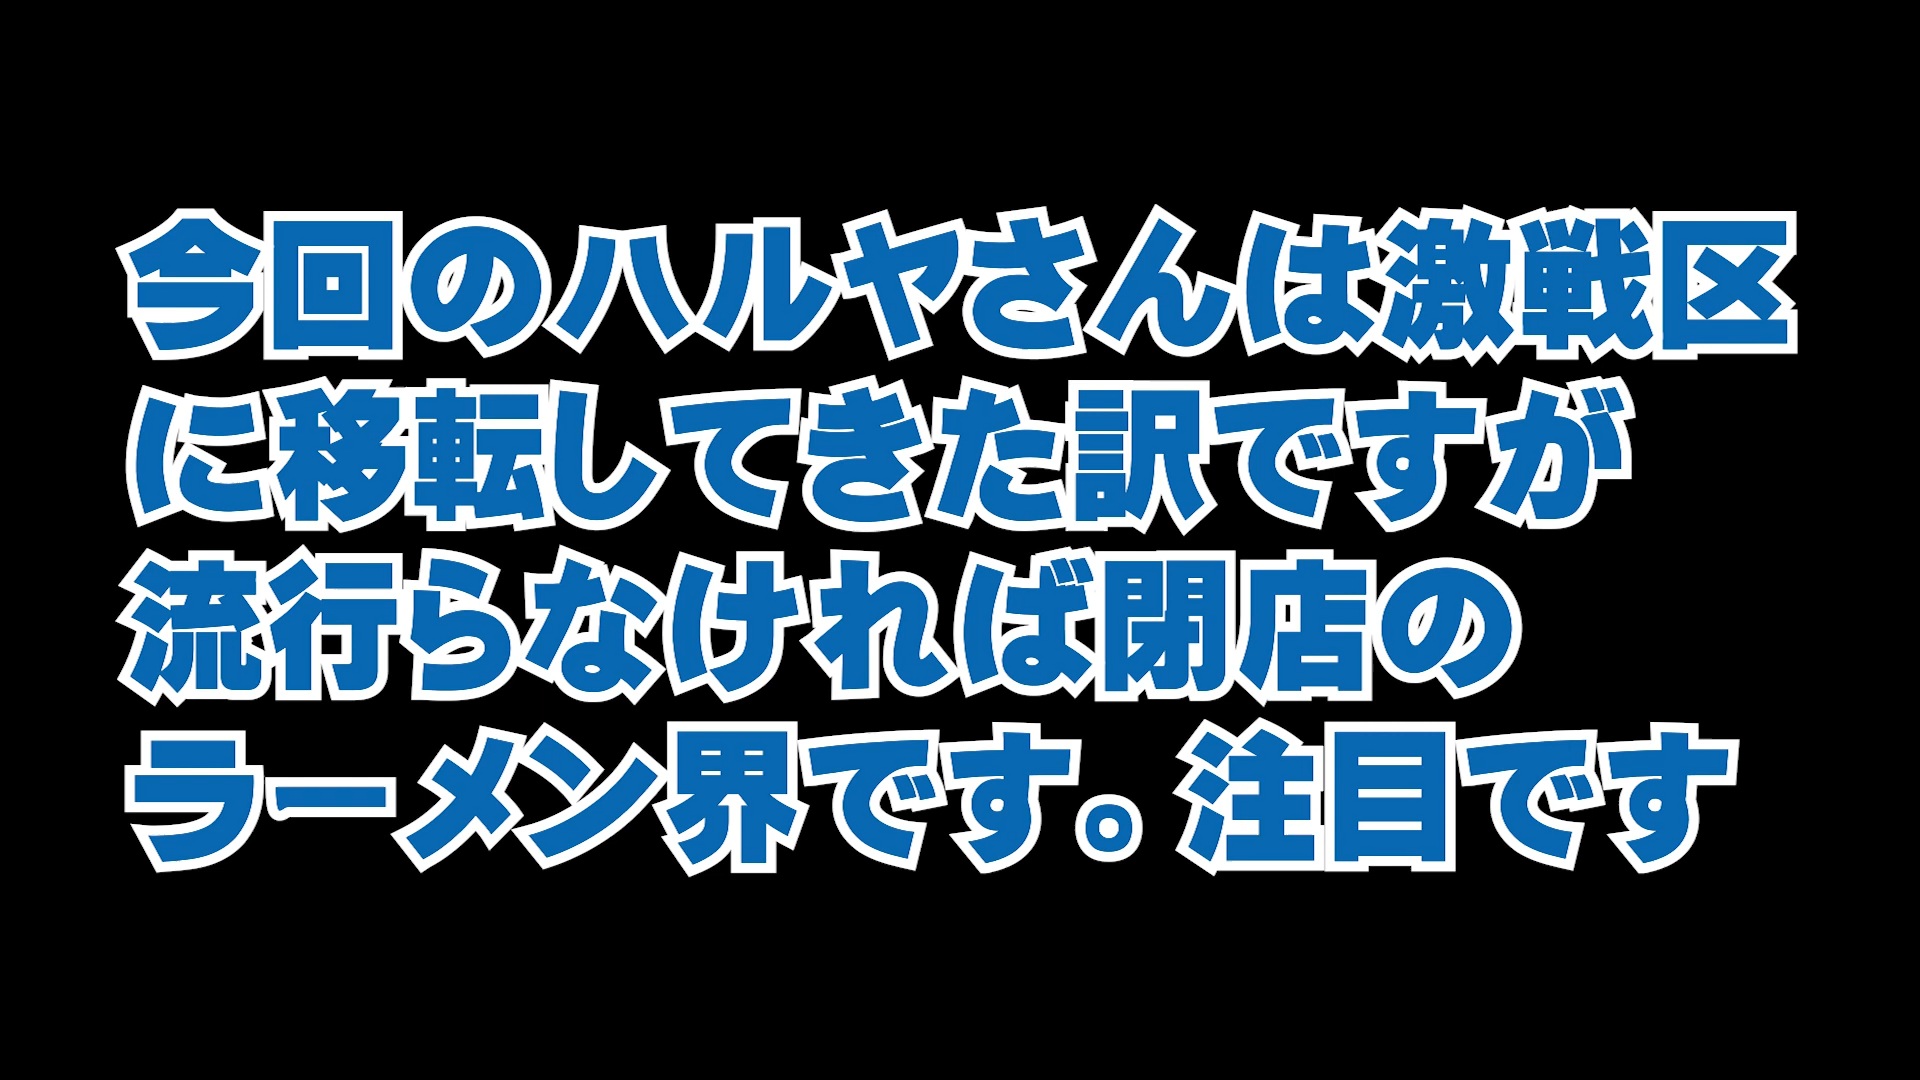 今回のハルヤさんは激戦区
に移転してきた訳ですが
流行らなければ閉店の
ラーメン界です。注目です